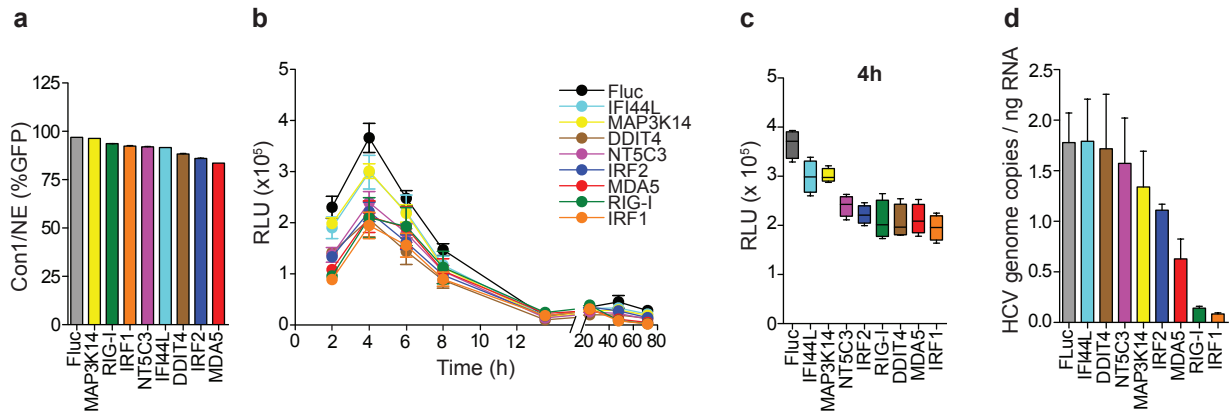 a
Con1/NE (%GFP)
125
100
75
50
25
0
Fluc
MAP3K14
RIG-I
IRF1
NT5C3
IFI44L
DDIT4
IRF2
MDA5
b
RLU (x10⁵)
5
4
3
2
1
0
0
2
4
6
8
10
12
20
40
60
80
Time (h)
Fluc
IFI44L
MAP3K14
DDIT4
NT5C3
IRF2
MDA5
RIG-I
IRF1
c
4h
RLU (x 10⁵)
5
4
3
2
1
0
Fluc
IFI44L
MAP3K14
NT5C3
IRF2
RIG-I
DDIT4
MDA5
IRF1
d
HCV genome copies / ng RNA
2.5
2.0
1.5
1.0
0.5
0.0
FLuc
IFI44L
DDIT4
NT5C3
MAP3K14
IRF2
MDA5
RIG-I
IRF1